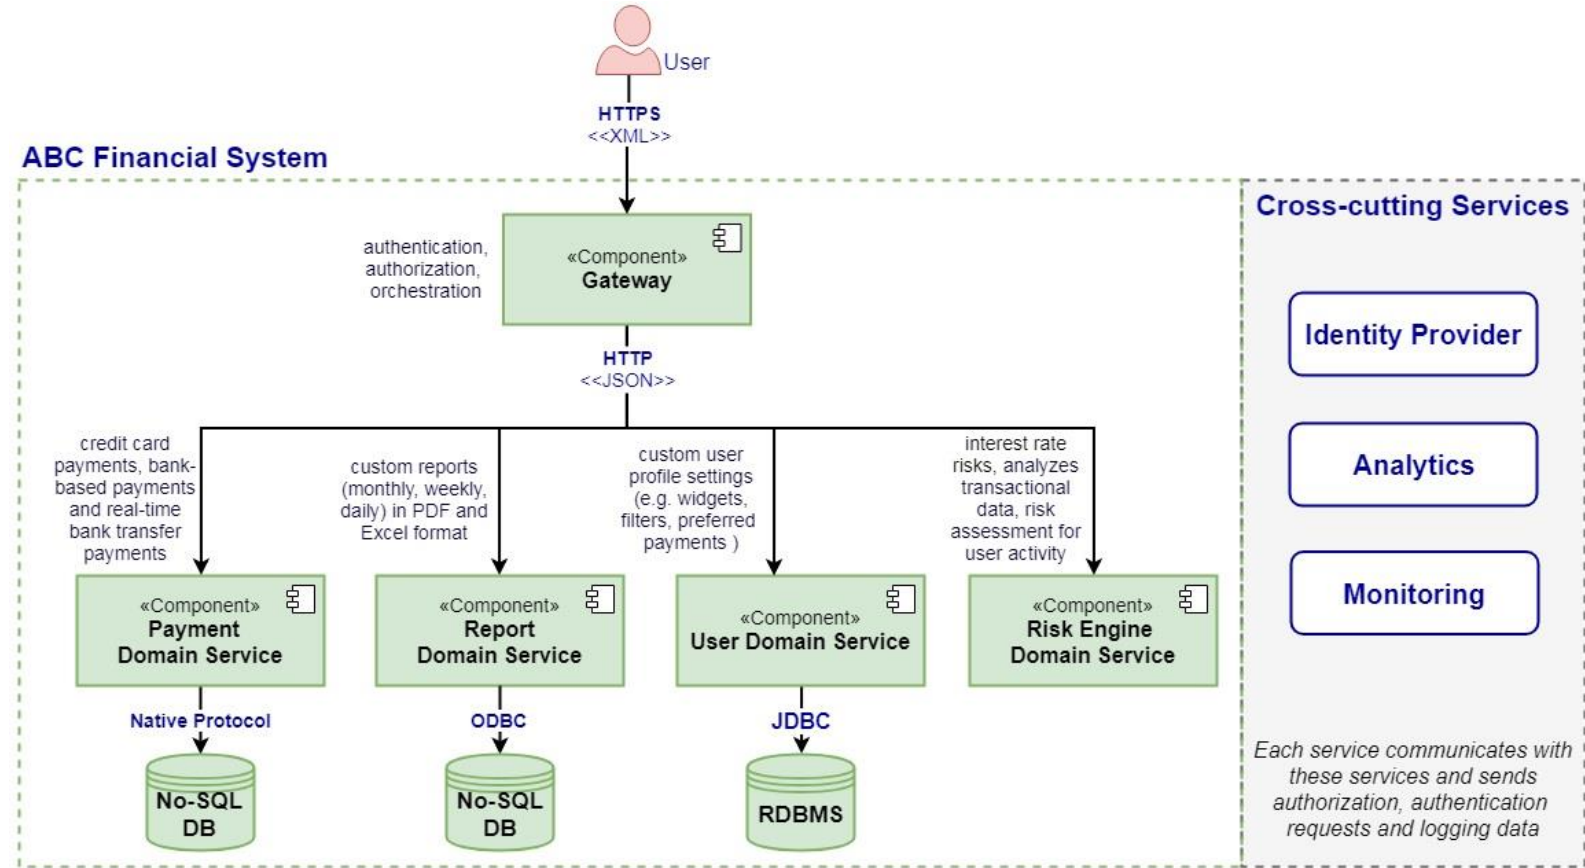 User
HTTPS
<<XML>>
ABC Financial System
authentication,
authorization,
orchestration
«Component»
Gateway
HTTP
<<JSON>>
credit card
payments, bank-
based payments
and real-time
bank transfer
payments
custom reports
(monthly, weekly,
daily) in PDF and
Excel format
custom user
profile settings
(e.g. widgets,
filters, preferred
payments )
interest rate
risks, analyzes
transactional
data, risk
assessment for
user activity
«Component»
Payment
Domain Service
«Component»
Report
Domain Service
«Component»
User Domain Service
«Component»
Risk Engine
Domain Service
Native Protocol
ODBC
JDBC
No-SQL
DB
No-SQL
DB
RDBMS
Cross-cutting Services
Identity Provider
Analytics
Monitoring
Each service communicates with
these services and sends
authorization, authentication
requests and logging data